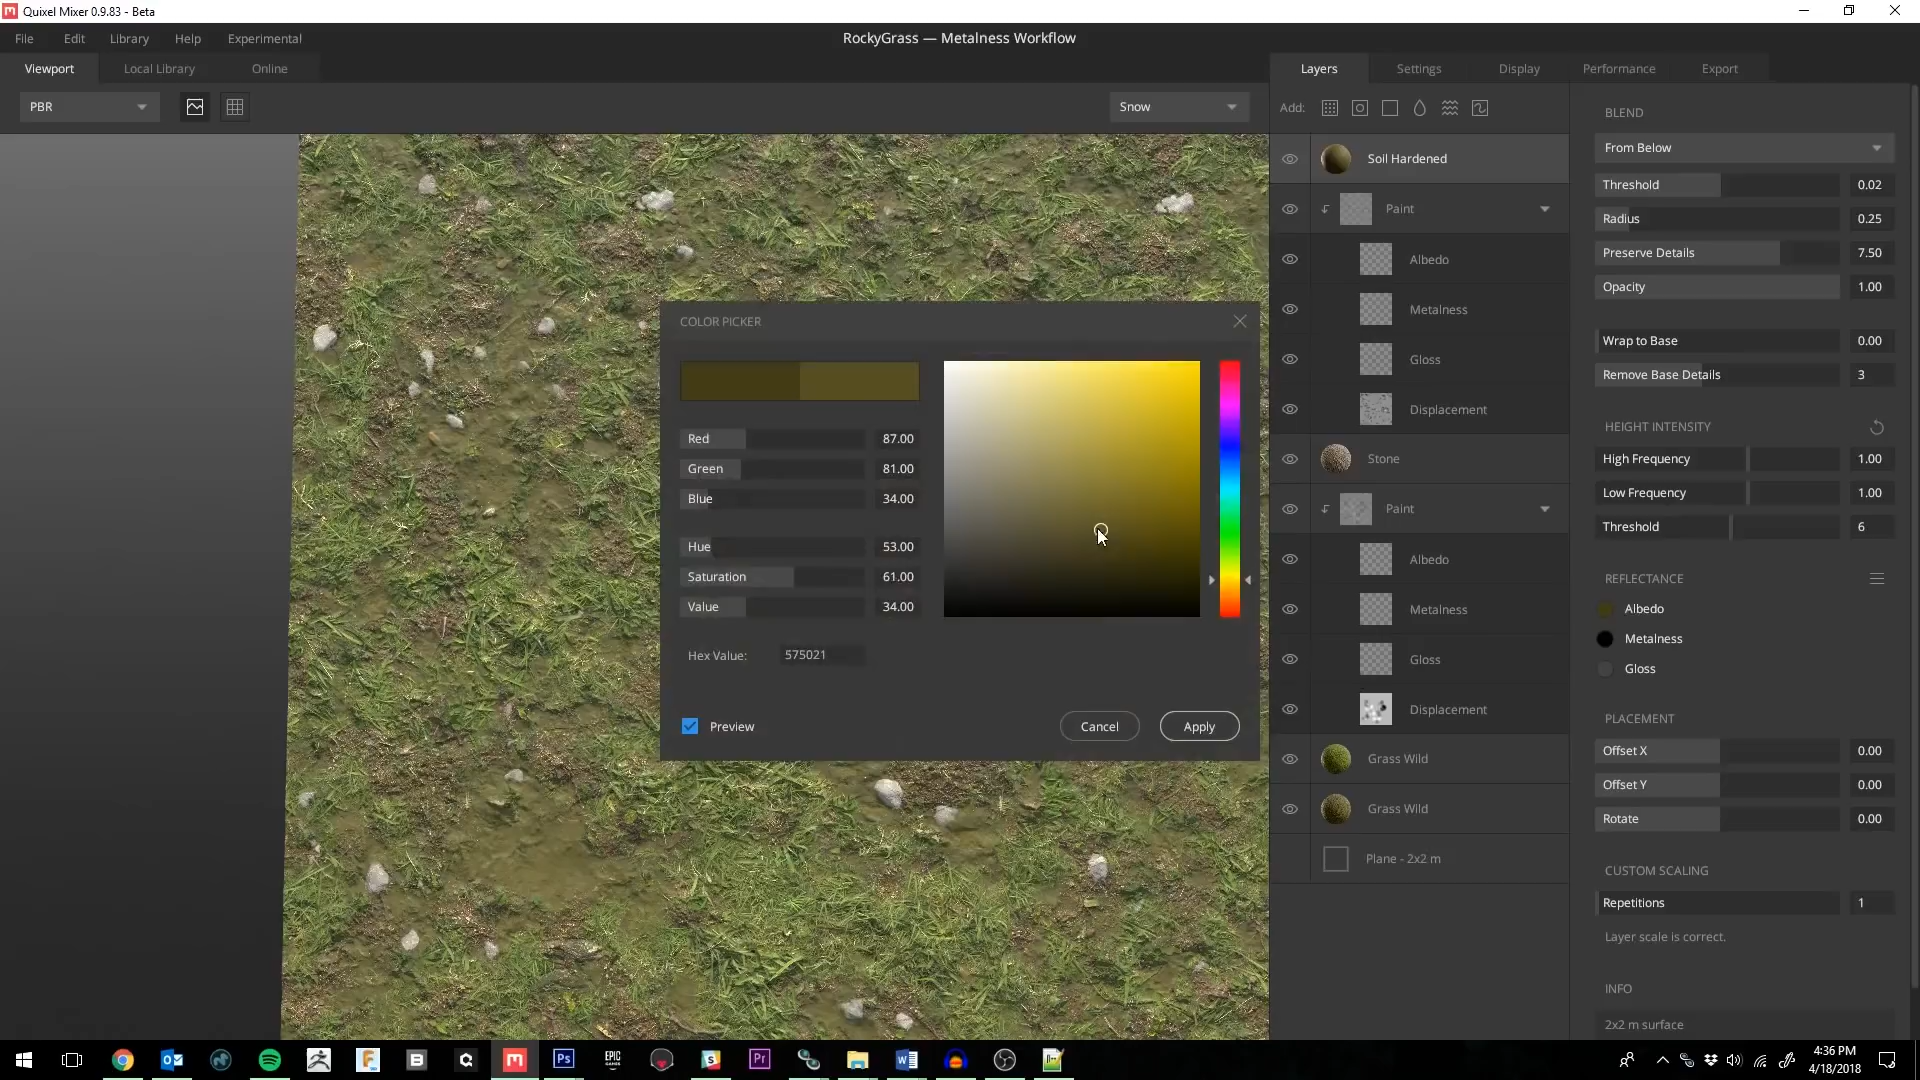 Quixel Mixer 0.9.83 - Beta
File Edit Library Help Experimental
RockyGrass — Metalness Workflow
Viewport Local Library Online
Layers Settings Display Performance Export
PBR
Snow
Add:
Soil Hardened
Paint
Albedo
Metalness
Gloss
Displacement
Stone
Paint
Albedo
Metalness
Gloss
Displacement
Grass Wild
Grass Wild
Plane - 2x2 m
COLOR PICKER
Red 87.00
Green 81.00
Blue 34.00
Hue 53.00
Saturation 61.00
Value 34.00
Hex Value: 575021
Preview
Cancel Apply
BLEND
From Below
Threshold 0.02
Radius 0.25
Preserve Details 7.50
Opacity 1.00
Wrap to Base 0.00
Remove Base Details 3
HEIGHT INTENSITY
High Frequency 1.00
Low Frequency 1.00
Threshold 6
REFLECTANCE
Albedo
Metalness
Gloss
PLACEMENT
Offset X 0.00
Offset Y 0.00
Rotate 0.00
CUSTOM SCALING
Repetitions 1
Layer scale is correct.
INFO
2x2 m surface
EPIC
GAMES
Ps
Pr
4:36 PM
4/18/2018